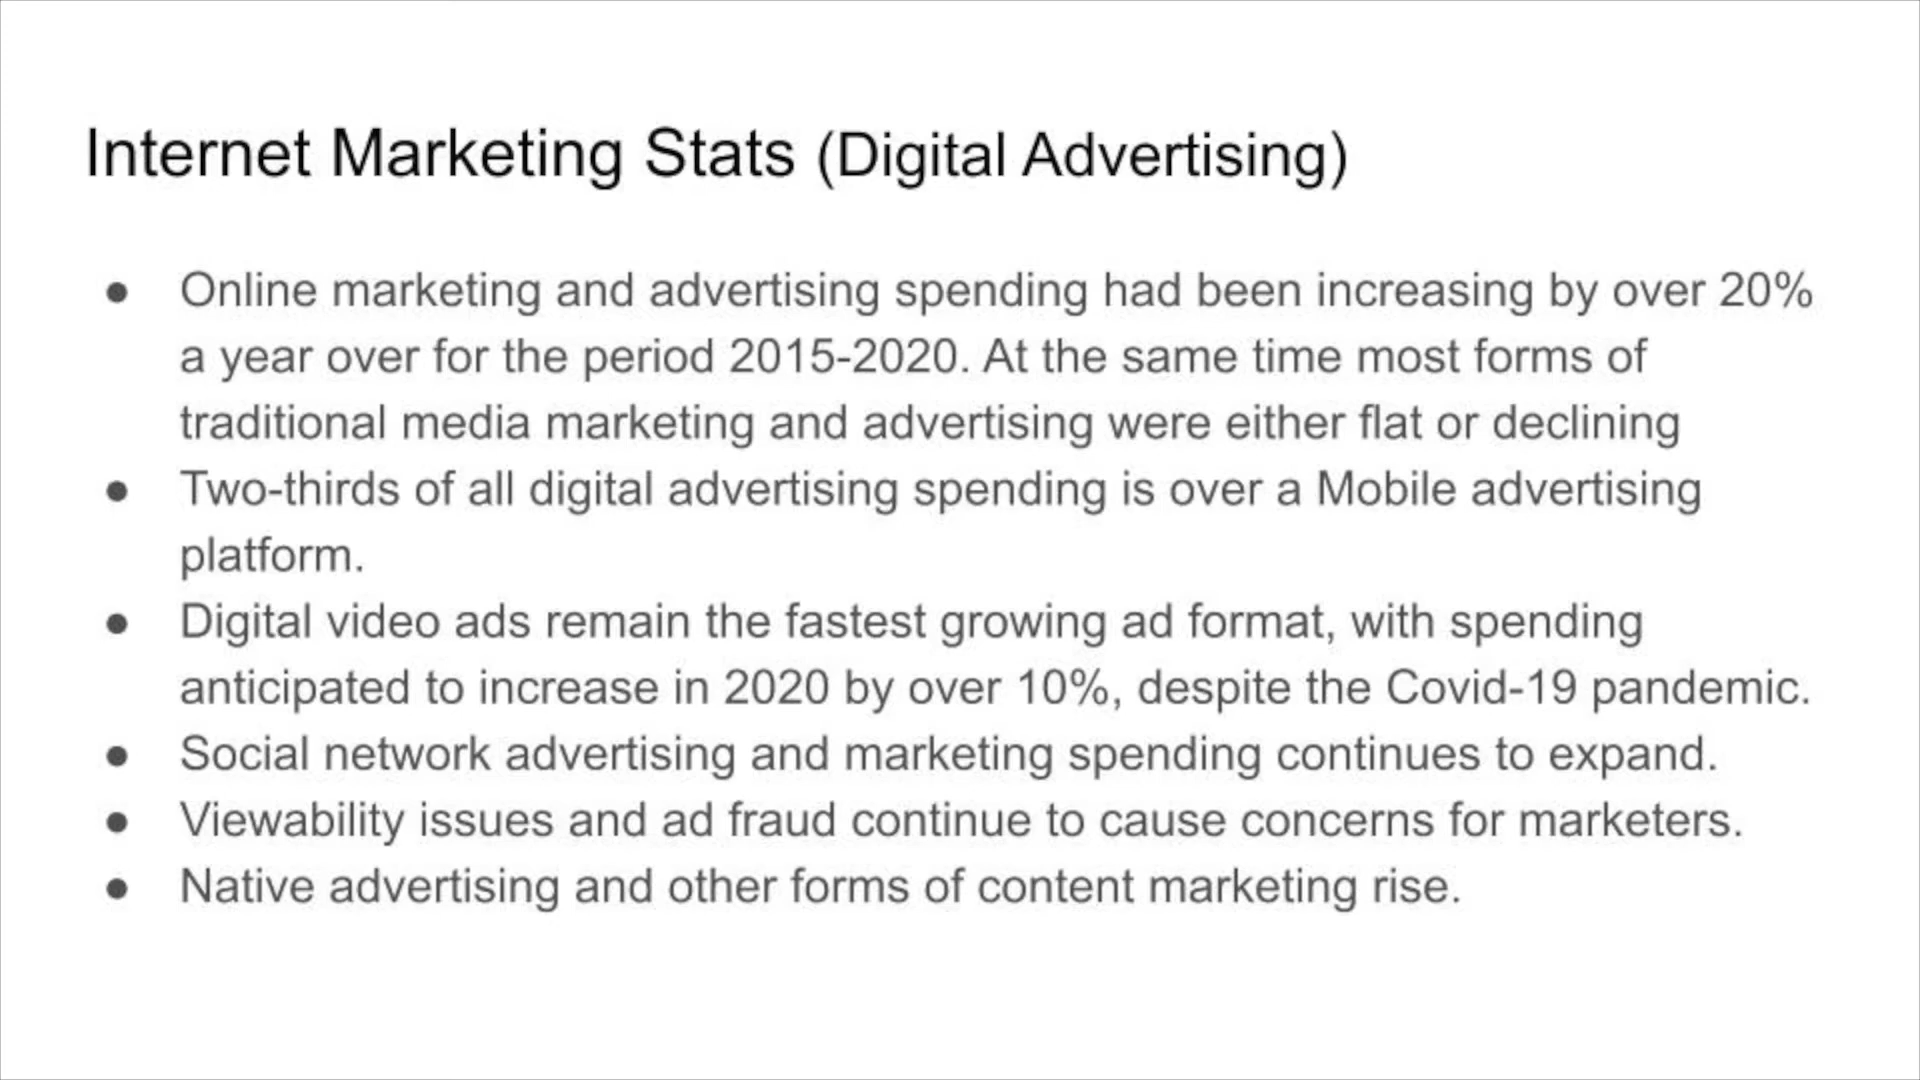 Internet Marketing Stats (Digital Advertising)
● Online marketing and advertising spending had been increasing by over 20%
a year over for the period 2015-2020. At the same time most forms of
traditional media marketing and advertising were either flat or declining
● Two-thirds of all digital advertising spending is over a Mobile advertising
platform.
● Digital video ads remain the fastest growing ad format, with spending
anticipated to increase in 2020 by over 10%, despite the Covid-19 pandemic.
● Social network advertising and marketing spending continues to expand.
● Viewability issues and ad fraud continue to cause concerns for marketers.
● Native advertising and other forms of content marketing rise.